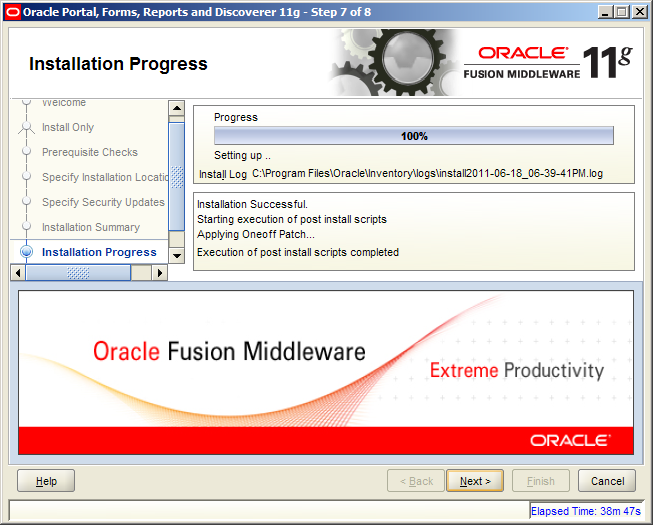 Oracle Portal, Forms, Reports and Discoverer 11g - Step 7 of 8
Installation Progress
ORACLE
FUSION MIDDLEWARE 11g
Welcome
Install Only
Prerequisite Checks
Specify Installation Locatio
Specify Security Updates
Installation Summary
Installation Progress
Progress
100%
Setting up ..
Install Log C:\Program Files\Oracle\Inventory\logs\install2011-06-18_06-39-41PM.log
Installation Successful.
Starting execution of post install scripts
Applying Oneoff Patch...
Execution of post install scripts completed
Oracle Fusion Middleware
Extreme Productivity
ORACLE
Help
< Back
Next >
Finish
Cancel
Elapsed Time: 38m 47s